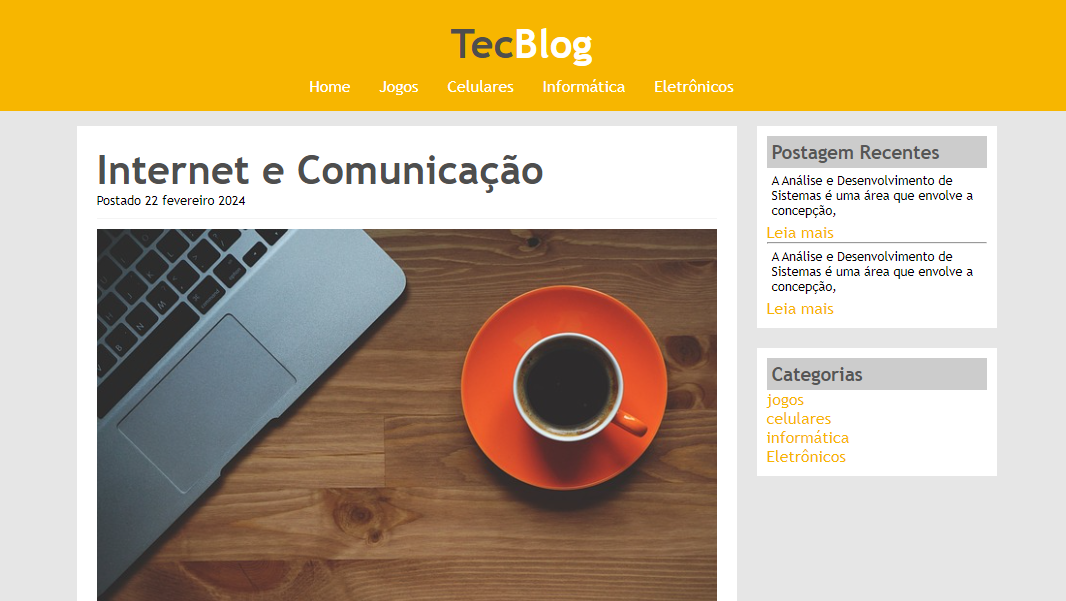 TecBlog
Home Jogos Celulares Informática Eletrônicos
Internet e Comunicação
Postado 22 fevereiro 2024
Postagem Recentes
A Análise e Desenvolvimento de
Sistemas é uma área que envolve a
concepção,
Leia mais
A Análise e Desenvolvimento de
Sistemas é uma área que envolve a
concepção,
Leia mais
Categorias
jogos
celulares
informática
Eletrônicos